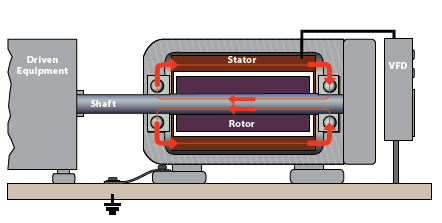 Driven
Equipment
Stator
VFD
Shaft
Rotor